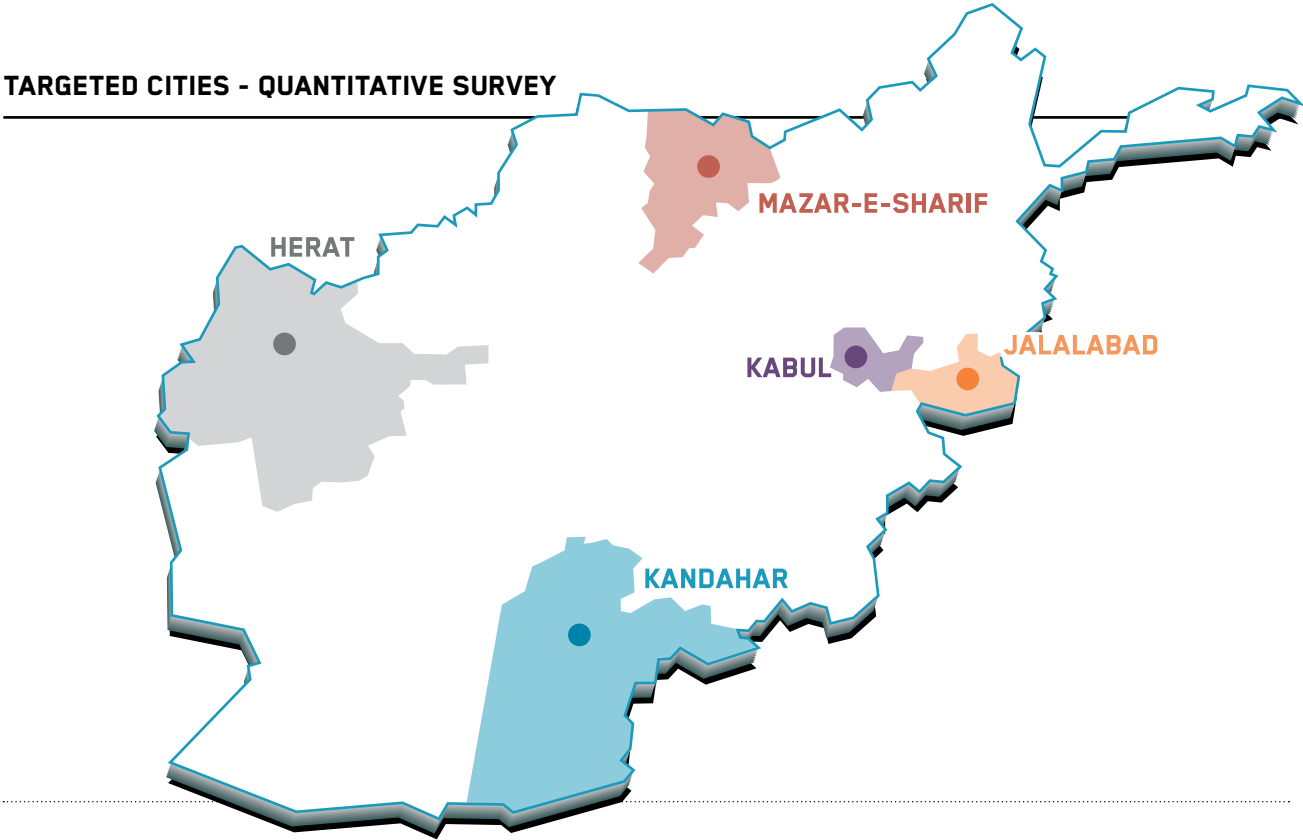 TARGETED CITIES - QUANTITATIVE SURVEY
MAZAR-E-SHARIF
HERAT
KABUL
JALALABAD
KANDAHAR